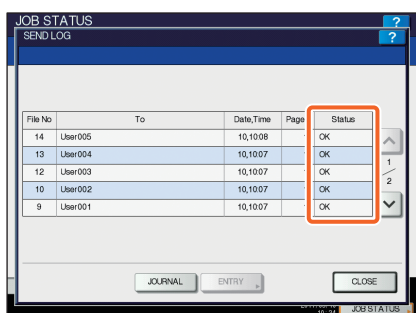 JOB STATUS ?
SEND LOG ?
File No To Date,Time Page Status
14 User005 10,10:08 OK
13 User004 10,10:07 OK
12 User003 10,10:07 OK
10 User002 10,10:07 OK
9 User001 10,10:07 OK
1
2
JOURNAL ENTRY CLOSE
JOB STATUS